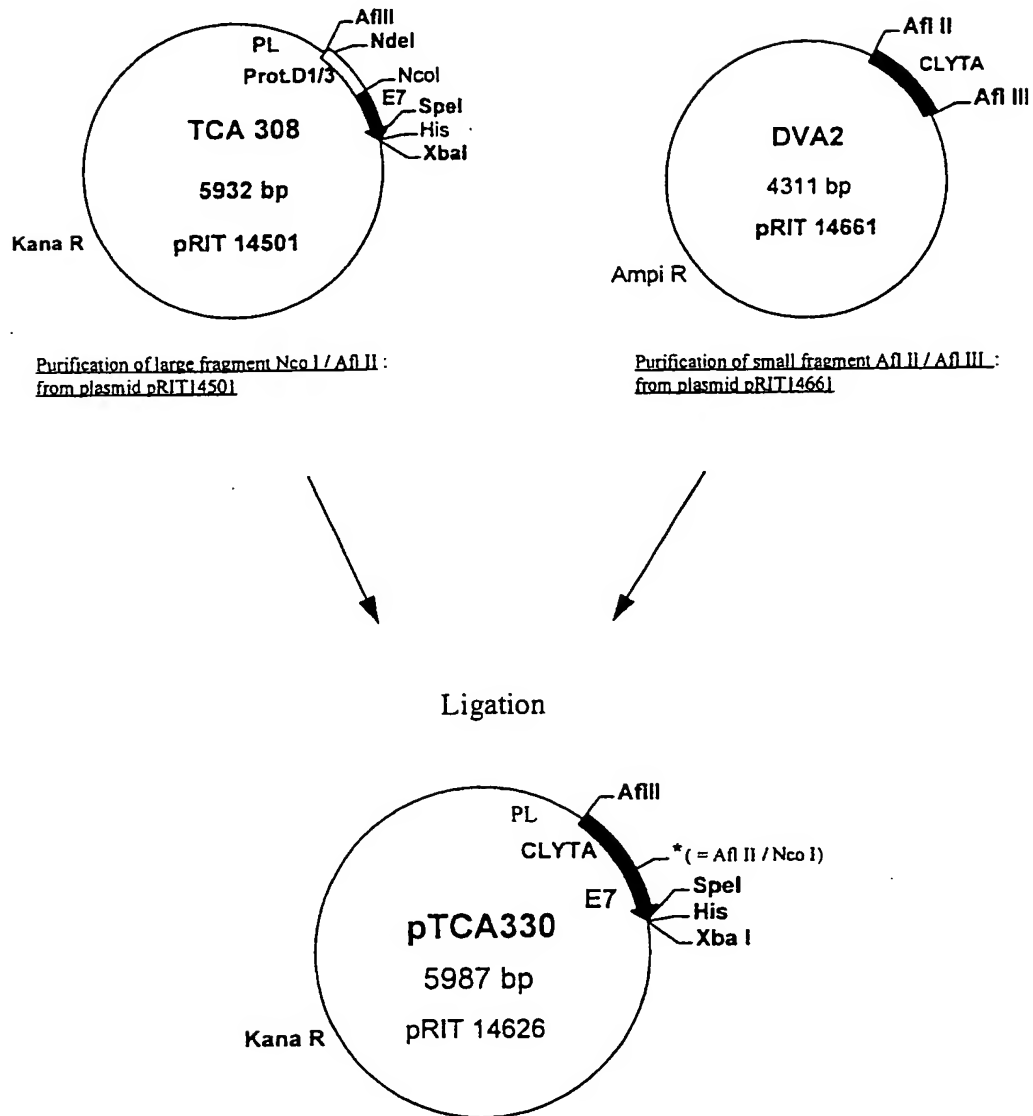 AflII
NdeI
PL
Prot.D1/3
NcoI
E7
SpeI
His
XbaI
TCA 308
5932 bp
pRIT 14501
Kana R
Purification of large fragment Nco I / Afl II :
from plasmid pRIT14501
Afl II
CLYTA
Afl III
DVA2
4311 bp
pRIT 14661
Ampi R
Purification of small fragment Afl II / Afl III :
from plasmid pRIT14661
Ligation
AflII
PL
CLYTA
*( = Afl II / Nco I)
E7
SpeI
His
Xba I
pTCA330
5987 bp
pRIT 14626
Kana R